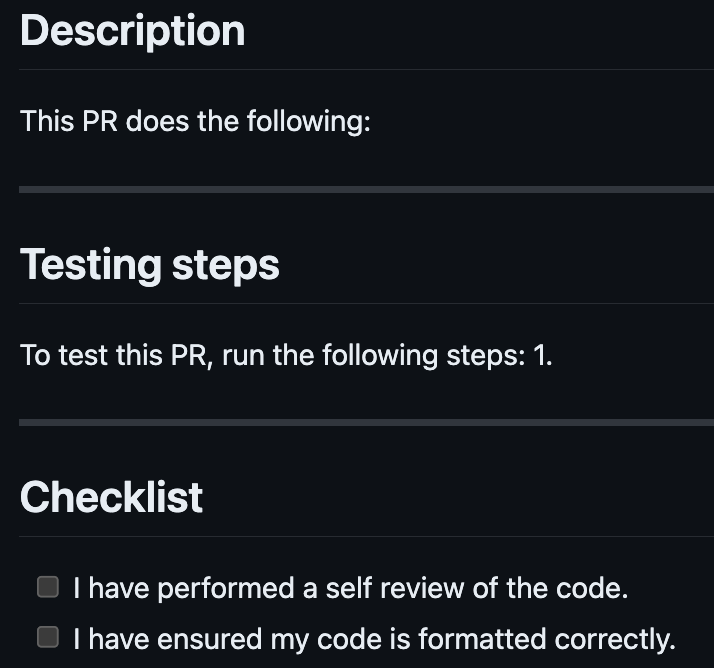 Description
This PR does the following:
Testing steps
To test this PR, run the following steps: 1.
Checklist
I have performed a self review of the code.
I have ensured my code is formatted correctly.